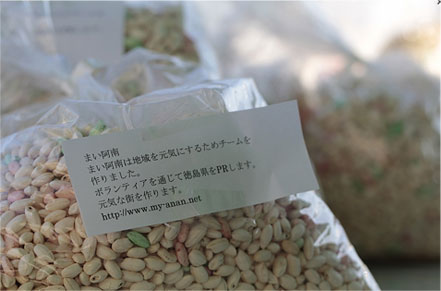 まい阿南
まい阿南は地域を元気にするためチームを
作りました。
ボランティアを通じて徳島県をPRします。
元気な街を作ります。
http://www.my-anan.net